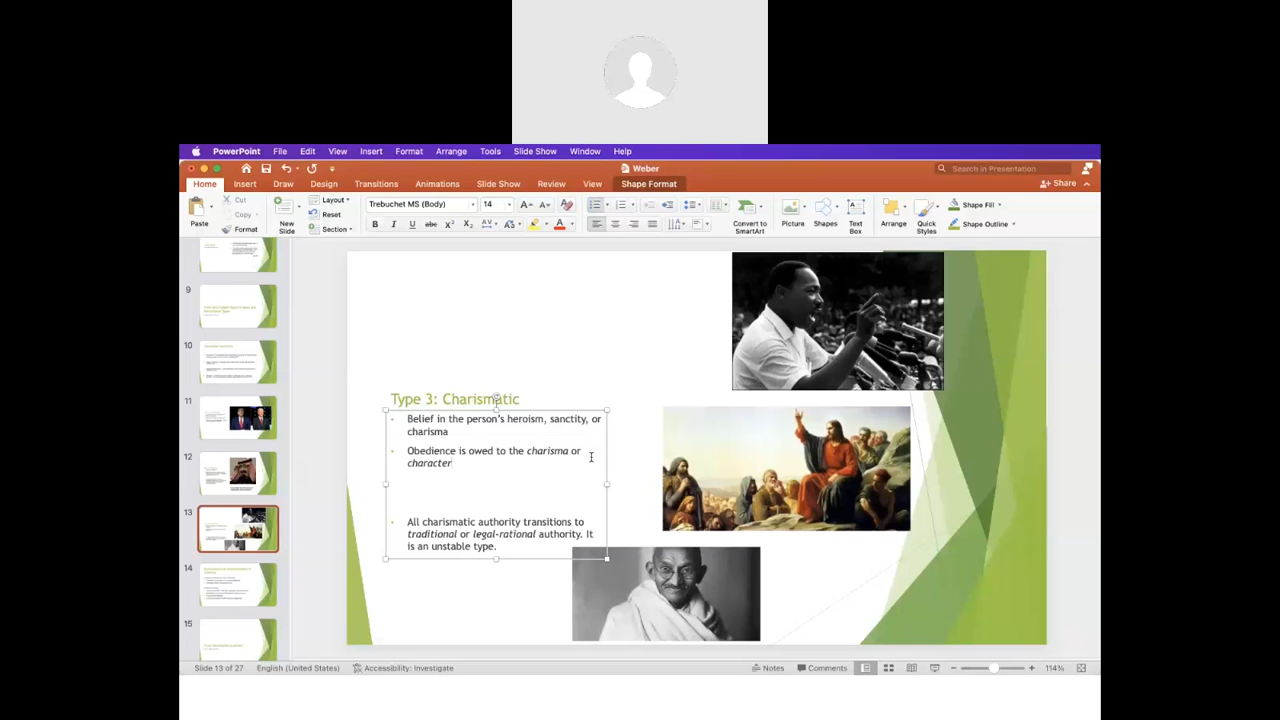 PowerPoint File Edit View Insert Format Arrange Tools Slide Show Window Help
Weber
Search in Presentation
Home Insert Draw Design Transitions Animations Slide Show Review View Shape Format
Share
Paste
Cut
Copy
Format
New Slide
Layout
Reset
Section
Trebuchet MS (Body)
14
Convert to SmartArt
Picture
Shapes
Text Box
Arrange
Quick Styles
Shape Fill
Shape Outline
9
10
11
12
13
14
15
Type 3: Charismatic
Belief in the person's heroism, sanctity, or
charisma
Obedience is owed to the charisma or
character
All charismatic authority transitions to
traditional or legal-rational authority. It
is an unstable type.
Slide 13 of 27
English (United States)
Accessibility: Investigate
Notes
Comments
114%